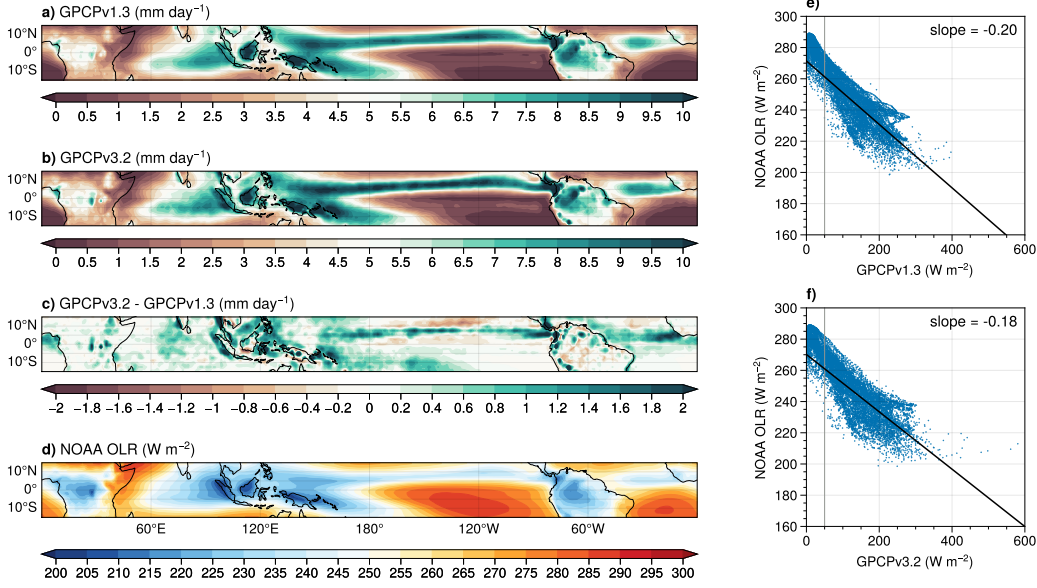 a) GPCPv1.3 (mm day⁻¹)
10°N
0°
10°S
0 0.5 1 1.5 2 2.5 3 3.5 4 4.5 5 5.5 6 6.5 7 7.5 8 8.5 9 9.5 10
b) GPCPv3.2 (mm day⁻¹)
10°N
0°
10°S
0 0.5 1 1.5 2 2.5 3 3.5 4 4.5 5 5.5 6 6.5 7 7.5 8 8.5 9 9.5 10
c) GPCPv3.2 - GPCPv1.3 (mm day⁻¹)
10°N
0°
10°S
−2 −1.8 −1.6 −1.4 −1.2 −1 −0.8 −0.6 −0.4 −0.2 0 0.2 0.4 0.6 0.8 1 1.2 1.4 1.6 1.8 2
d) NOAA OLR (W m⁻²)
10°N
0°
10°S
60°E 120°E 180° 120°W 60°W
200 205 210 215 220 225 230 235 240 245 250 255 260 265 270 275 280 285 290 295 300
e)
slope = -0.20
NOAA OLR (W m⁻²)
300
280
260
240
220
200
180
160
0 200 400 600
GPCPv1.3 (W m⁻²)
f)
slope = -0.18
NOAA OLR (W m⁻²)
300
280
260
240
220
200
180
160
0 200 400 600
GPCPv3.2 (W m⁻²)